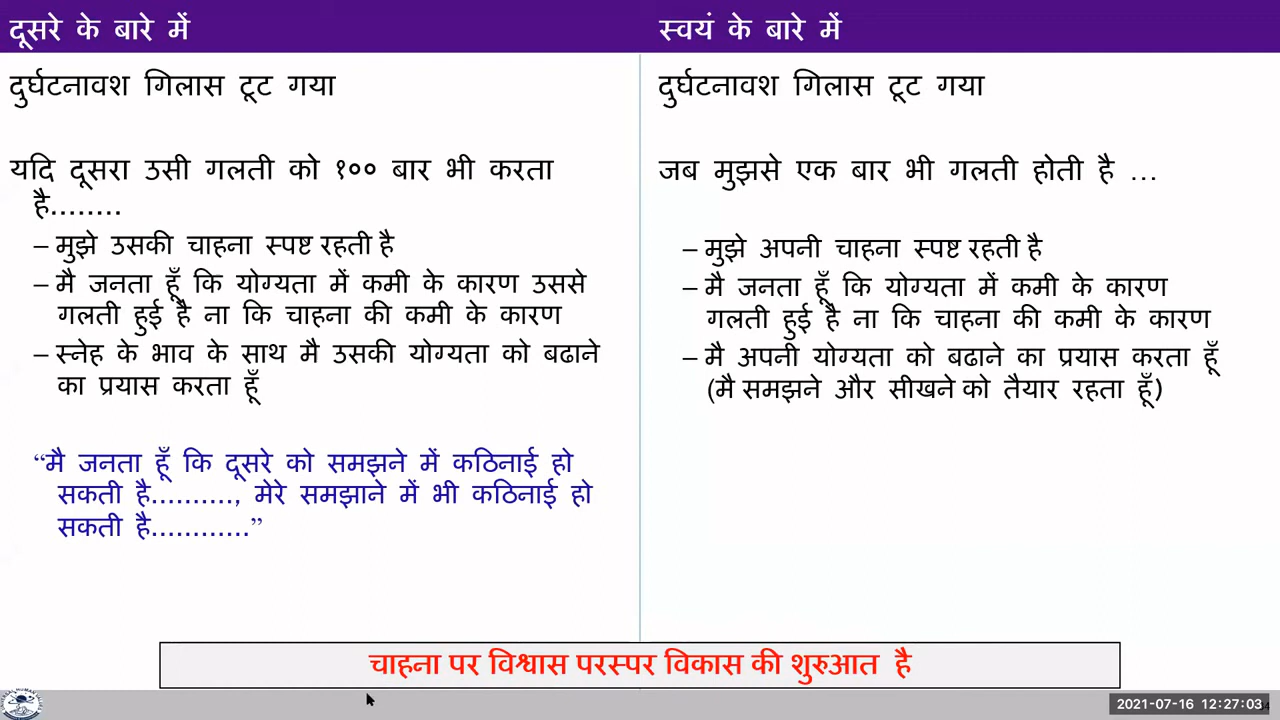 दूसरे के बारे में
दुर्घटनावश गिलास टूट गया
यदि दूसरा उसी गलती को १०० बार भी करता
है........
– मुझे उसकी चाहना स्पष्ट रहती है
– मै जनता हूँ कि योग्यता में कमी के कारण उससे
गलती हुई है ना कि चाहना की कमी के कारण
– स्नेह के भाव के साथ मै उसकी योग्यता को बढाने
का प्रयास करता हूँ
“मै जनता हूँ कि दूसरे को समझने में कठिनाई हो
सकती है.........., मेरे समझाने में भी कठिनाई हो
सकती है............”
स्वयं के बारे में
दुर्घटनावश गिलास टूट गया
जब मुझसे एक बार भी गलती होती है ...
– मुझे अपनी चाहना स्पष्ट रहती है
– मै जनता हूँ कि योग्यता में कमी के कारण
गलती हुई है ना कि चाहना की कमी के कारण
– मै अपनी योग्यता को बढाने का प्रयास करता हूँ
(मै समझने और सीखने को तैयार रहता हूँ)
चाहना पर विश्वास परस्पर विकास की शुरुआत है
2021-07-16 12:27:03